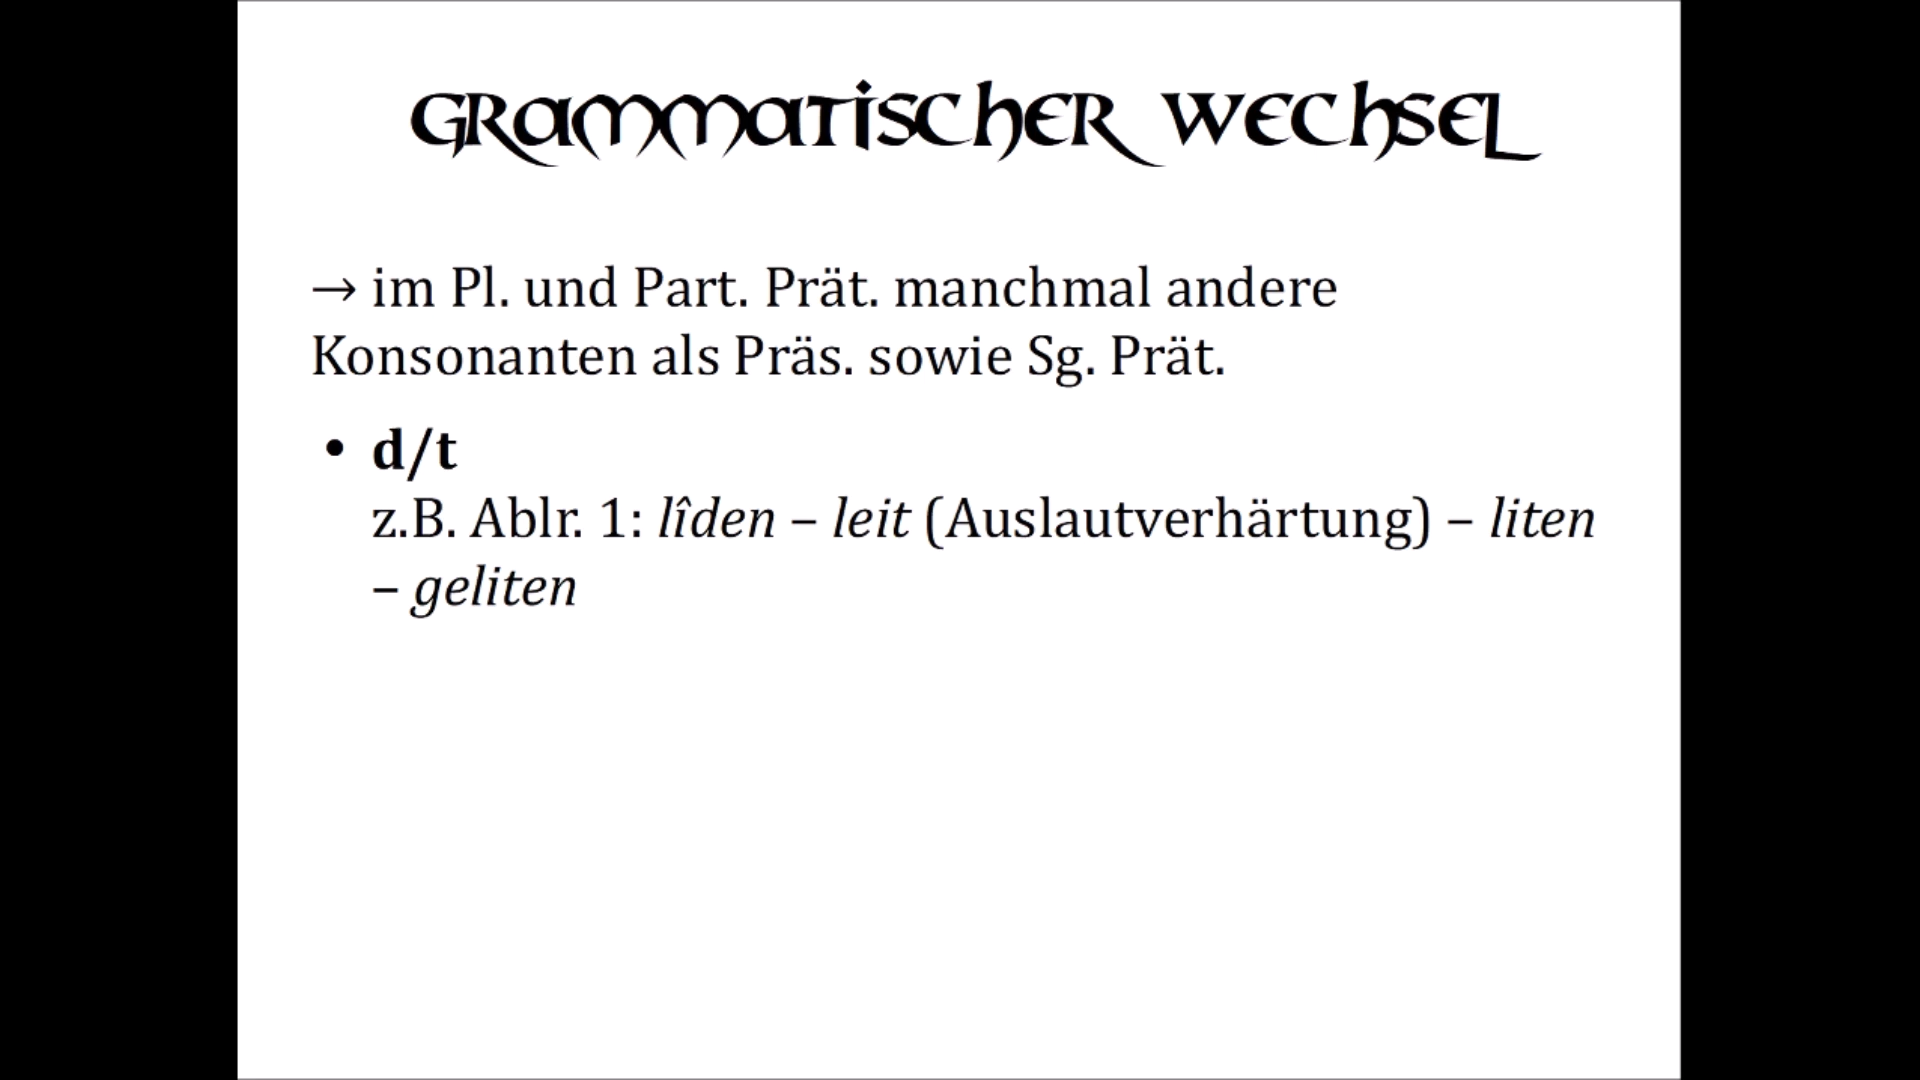 Grammatischer Wechsel
→ im Pl. und Part. Prät. manchmal andere
Konsonanten als Präs. sowie Sg. Prät.
• d/t
z.B. Ablr. 1: lîden – leit (Auslautverhärtung) – liten
– geliten